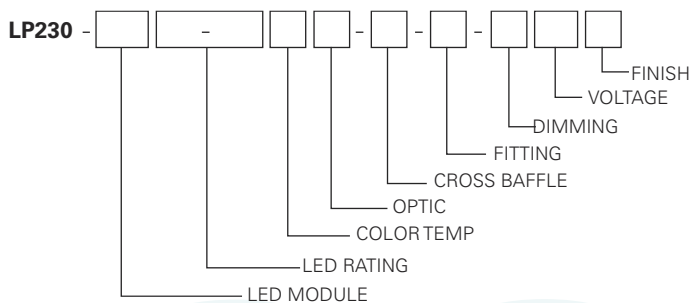 LP230 - - - - -
FINISH
VOLTAGE
DIMMING
FITTING
CROSS BAFFLE
OPTIC
COLOR TEMP
LED RATING
LED MODULE